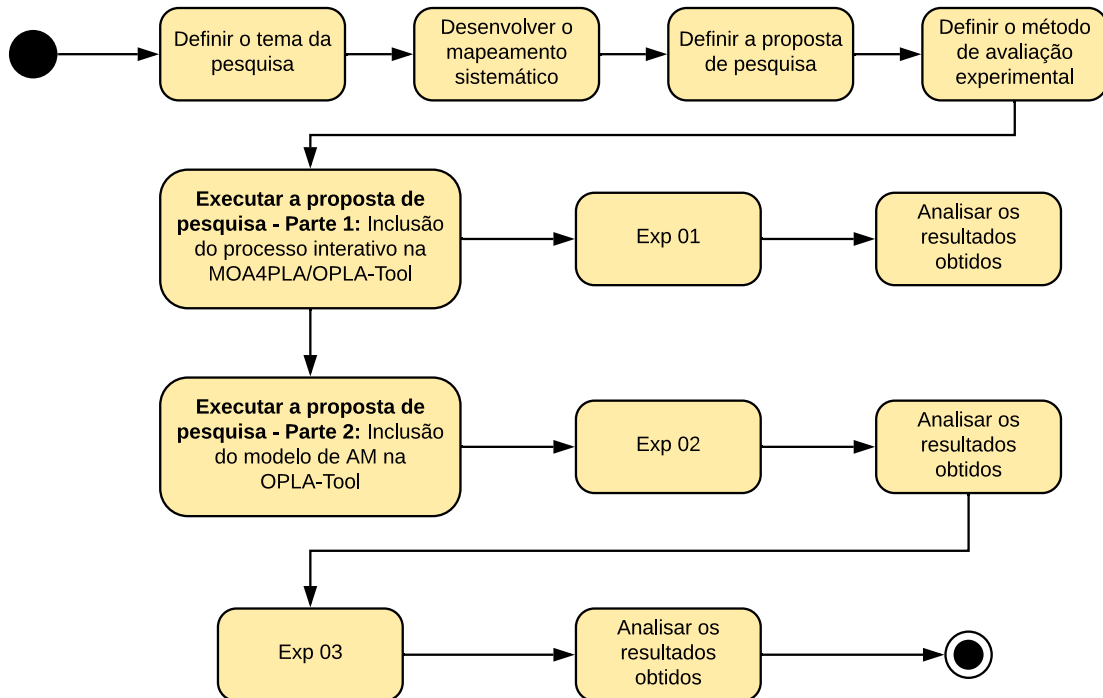 Definir o tema da
pesquisa
Desenvolver o
mapeamento
sistemático
Definir a proposta
de pesquisa
Definir o método
de avaliação
experimental
Executar a proposta de
pesquisa - Parte 1: Inclusão
do processo interativo na
MOA4PLA/OPLA-Tool
Exp 01
Analisar os
resultados
obtidos
Executar a proposta de
pesquisa - Parte 2: Inclusão
do modelo de AM na
OPLA-Tool
Exp 02
Analisar os
resultados
obtidos
Exp 03
Analisar os
resultados
obtidos